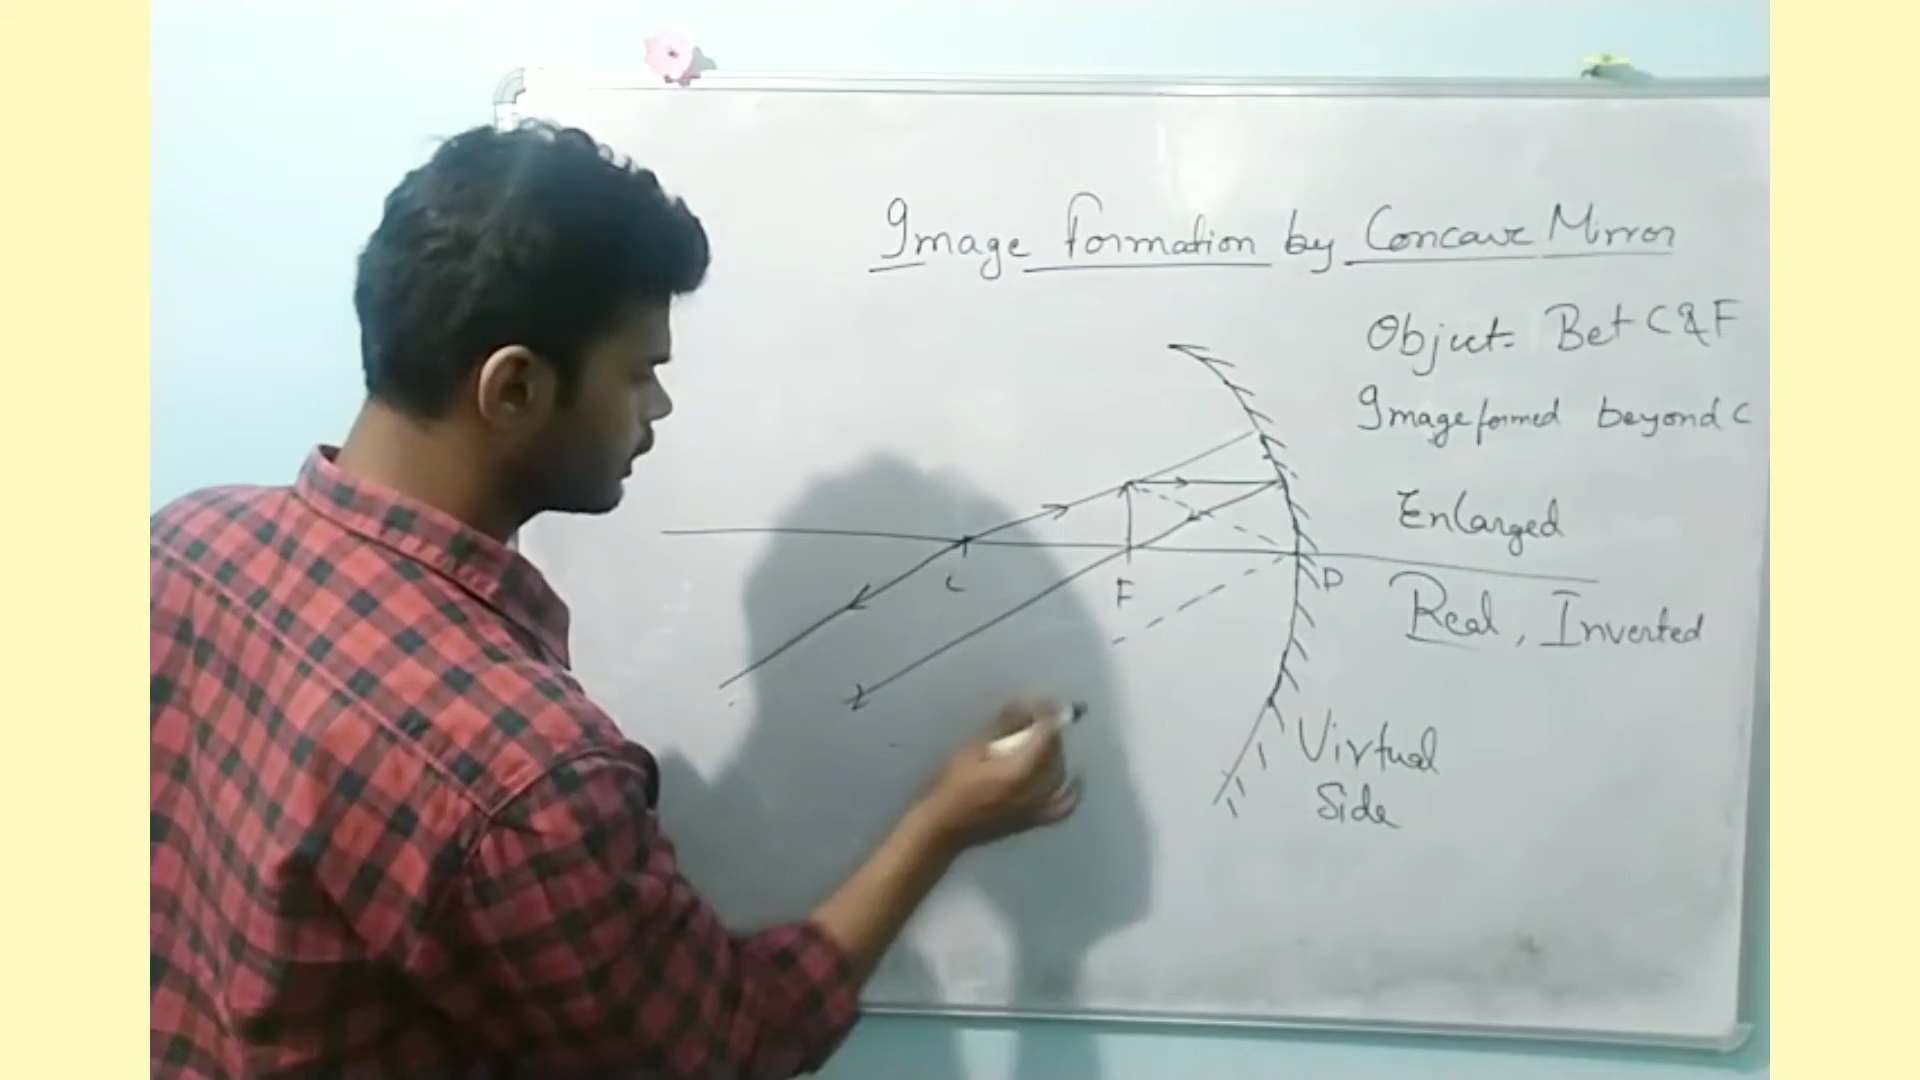 Image formation by Concave Mirror
Object- Bet C & F
Image formed beyond C
Enlarged
Real, Inverted
C
F
P
Virtual
Side